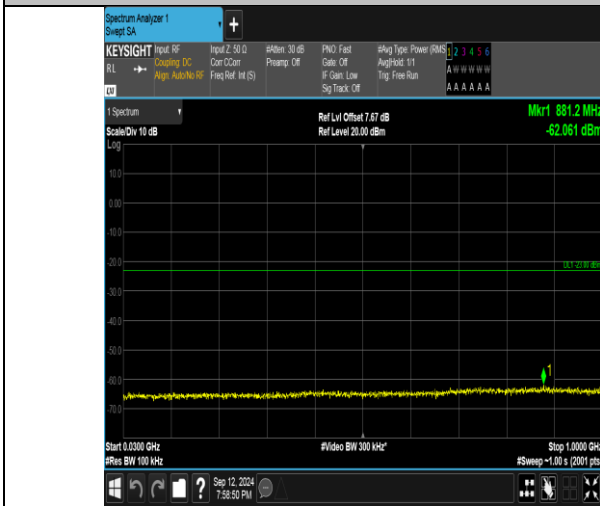 Spectrum Analyzer 1
Swept SA
+
KEYSIGHT Input: RF Input Z: 50 Ω #Atten: 30 dB PNO: Fast #Avg Type: Power (RMS 1 2 3 4 5 6
RL Coupling: DC Corr CCorr Preamp: Off Gate: Off Avg|Hold: 1/1 A W W W W W
Align: Auto/No RF Freq Ref: Int (S) IF Gain: Low Trig: Free Run
Sig Track: Off A A A A A A
1 Spectrum Ref Lvl Offset 7.67 dB Mkr1 881.2 MHz
Scale/Div 10 dB Ref Level 20.00 dBm -62.061 dBm
Log
10.0
0.00
-10.0
-20.0
DL1 -23.00 dBm
-30.0
-40.0
-50.0
1
-60.0
-70.0
Start 0.0300 GHz #Video BW 300 kHz* Stop 1.0000 GHz
#Res BW 100 kHz #Sweep ~1.00 s (2001 pts
? Sep 12, 2024
7:58:50 PM